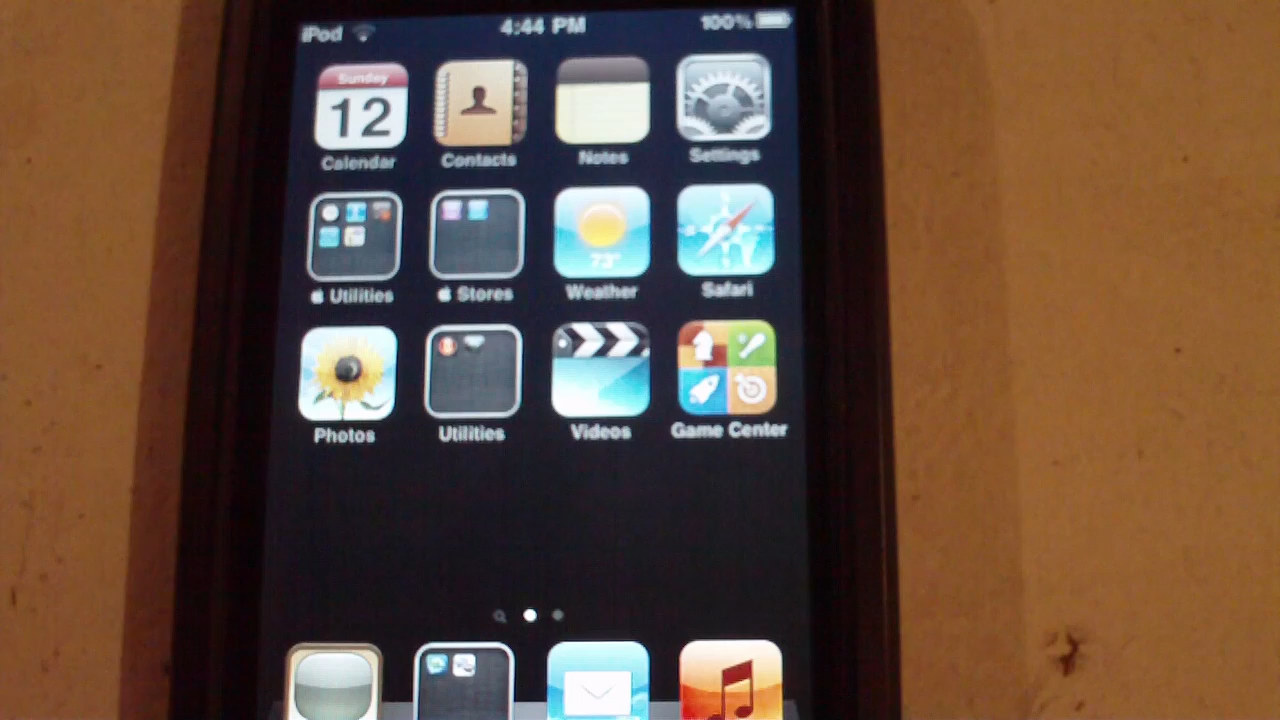 iPod 4:44 PM 100%
Sunday
12
Calendar Contacts Notes Settings
73°
Utilities Stores Weather Safari
Photos Utilities Videos Game Center